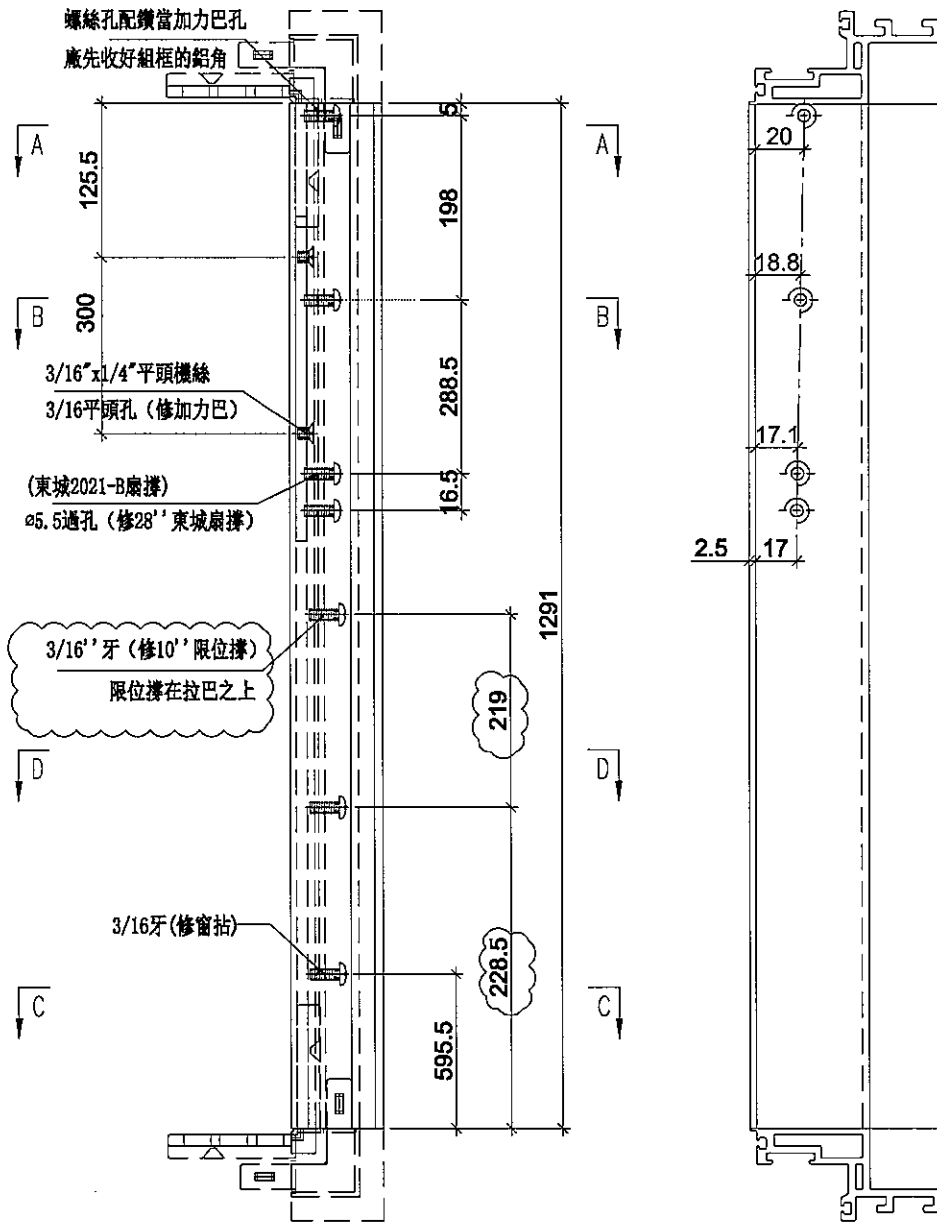 螺絲孔配鑽當加力巴孔
廠先收好組框的鋁角
5
A
A
125.5
20
198
18.8
B
B
300
288.5
3/16"x1/4"平頭機絲
3/16平頭孔（修加力巴）
17.1
(東城2021-B扇撐)
ø5.5過孔（修28''東城扇撐）
16.5
2.5
17
1291
3/16''牙（修10''限位撐）
限位撐在拉巴之上
219
D
D
3/16牙(修窗拈)
228.5
C
C
595.5